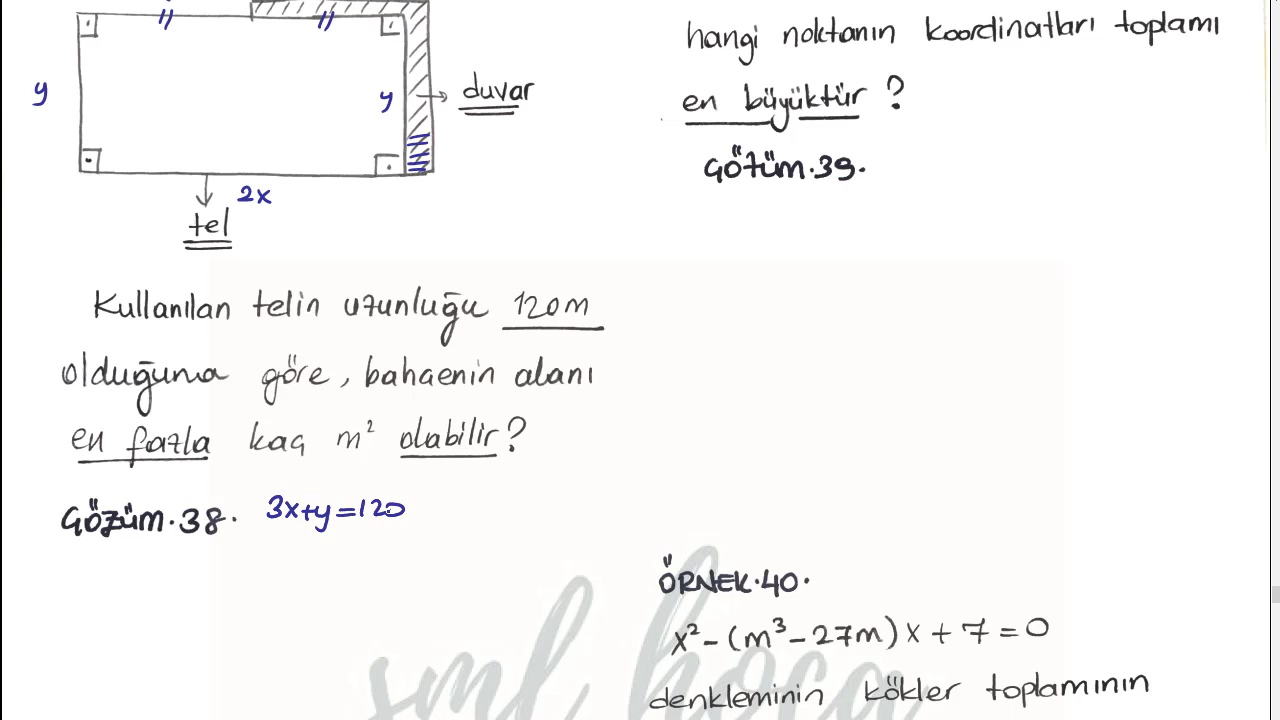 y
y
duvar
2x
tel
Kullanılan telin uzunluğu 120m
olduğuna göre, bahçenin alanı
en fazla kaç m² olabilir?
ÇÖZÜM.38. 3x+y=120
hangi noktanın koordinatları toplamı
en büyüktür ?
ÇÖZÜM.39.
ÖRNEK.40.
x²-(m³-27m)x+7=0
denkleminin kökler toplamının
sml hoca